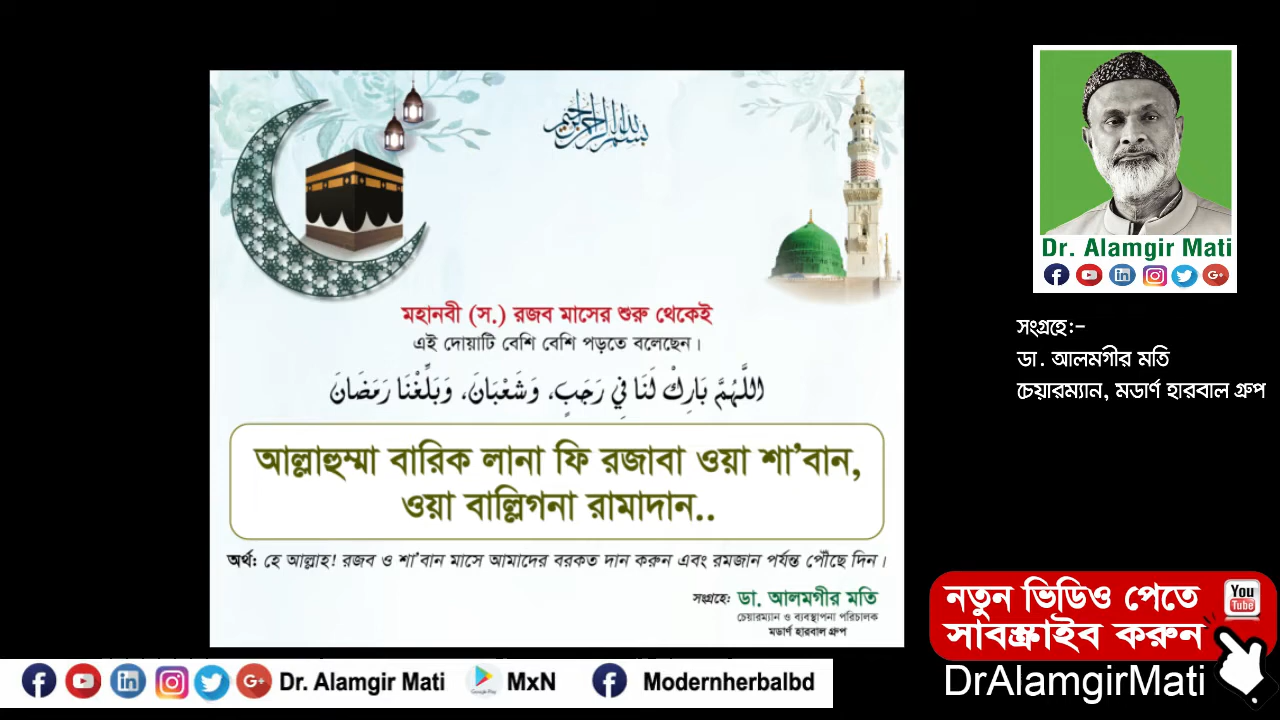 بسم الله الرحمن الرحيم
মহানবী (স.) রজব মাসের শুরু থেকেই
এই দোয়াটি বেশি বেশি পড়তে বলেছেন।
اللَّهُمَّ بَارِكْ لَنَا فِي رَجَبٍ، وَشَعْبَانَ، وَبَلِّغْنَا رَمَضَانَ
আল্লাহুম্মা বারিক লানা ফি রজাবা ওয়া শা’বান,
ওয়া বাল্লিগনা রামাদান..
অর্থ: হে আল্লাহ! রজব ও শা’বান মাসে আমাদের বরকত দান করুন এবং রমজান পর্যন্ত পৌঁছে দিন।
সংগ্রহে: ডা. আলমগীর মতি
চেয়ারম্যান ও ব্যবস্থাপনা পরিচালক
মডার্ণ হারবাল গ্রুপ
Dr. Alamgir Mati
সংগ্রহে:-
ডা. আলমগীর মতি
চেয়ারম্যান, মডার্ণ হারবাল গ্রুপ
নতুন ভিডিও পেতে
সাবস্ক্রাইব করুন
You Tube
DrAlamgirMati
Dr. Alamgir Mati Google Play MxN Modernherbalbd